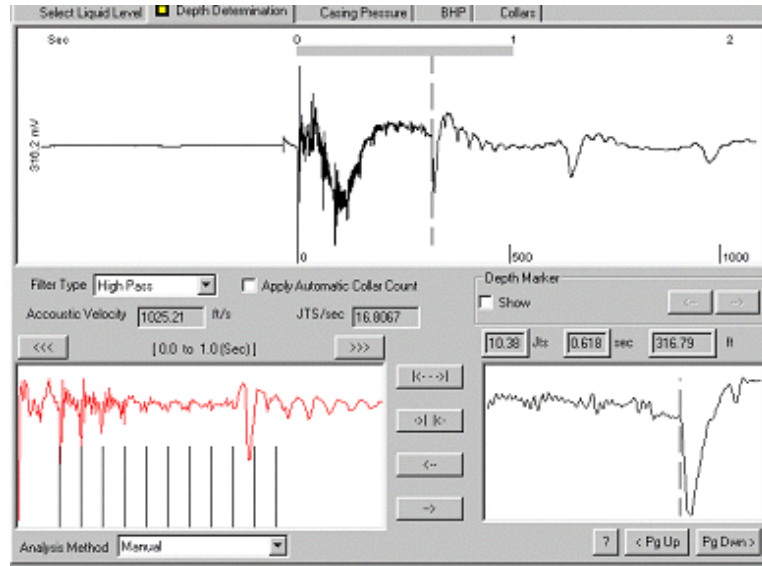 Select Liquid Level Depth Determination Casing Pressure BHP Collars
Sec 0 1 2
316.2 mV
0 500 1000
Filter Type High Pass Apply Automatic Collar Count
Depth Marker
Show <-- -->
Accoustic Velocity 1025.21 ft/s JTS/sec 16.8067
<<< [ 0.0 to 1.0 (Sec) ] >>>
10.38 Jts 0.618 sec 316.79 ft
|<--->|
>| |<-
<--
-->
Analysis Method Manual
? < Pg Up Pg Dwn >